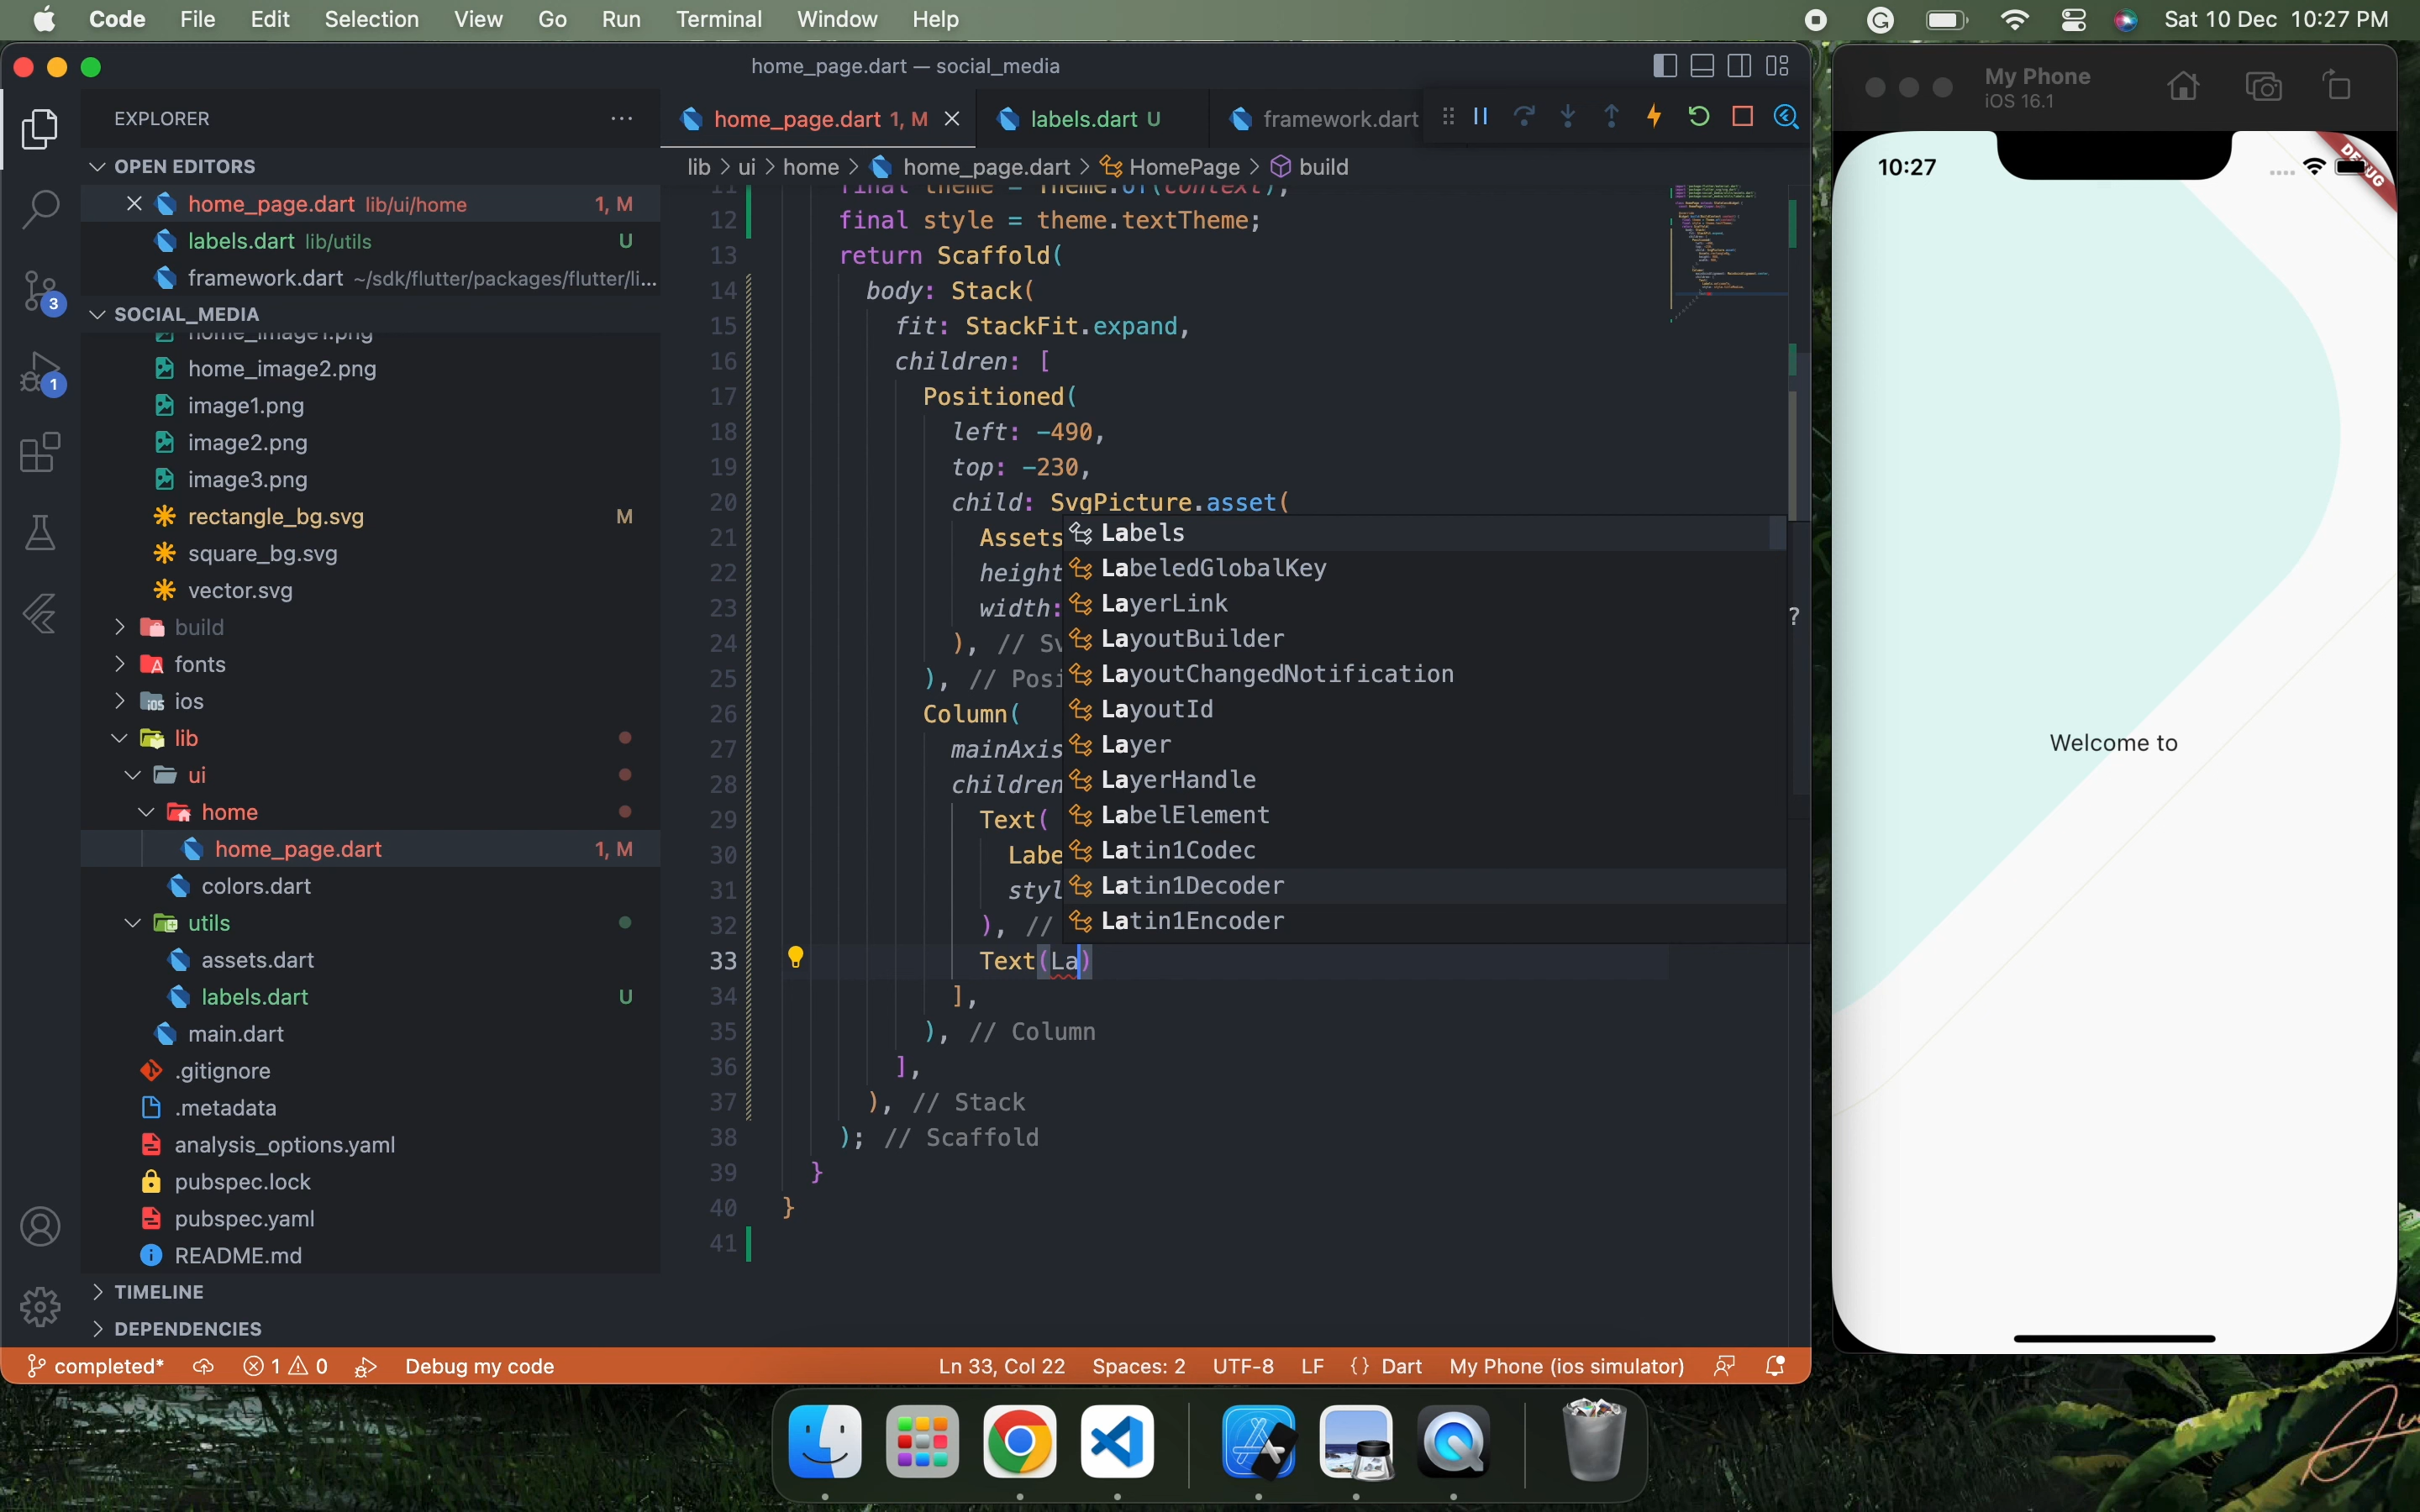 Code File Edit Selection View Go Run Terminal Window Help
Sat 10 Dec 10:27 PM
home_page.dart — social_media
EXPLORER
OPEN EDITORS
home_page.dart lib/ui/home 1, M
labels.dart lib/utils U
framework.dart ~/sdk/flutter/packages/flutter/li...
SOCIAL_MEDIA
home_image1.png
home_image2.png
image1.png
image2.png
image3.png
rectangle_bg.svg M
square_bg.svg
vector.svg
build
fonts
ios
lib
ui
home
home_page.dart 1, M
colors.dart
utils
assets.dart
labels.dart U
main.dart
.gitignore
.metadata
analysis_options.yaml
pubspec.lock
pubspec.yaml
README.md
TIMELINE
DEPENDENCIES
3
1
home_page.dart 1, M
labels.dart U
framework.dart
lib > ui > home > home_page.dart > HomePage > build
11 final theme = Theme.of(context);
12 final style = theme.textTheme;
13 return Scaffold(
14 body: Stack(
15 fit: StackFit.expand,
16 children: [
17 Positioned(
18 left: -490,
19 top: -230,
20 child: SvgPicture.asset(
21 Assets
22 height
23 width:
24 ), // Sv
25 ), // Posi
26 Column(
27 mainAxis
28 children
29 Text(
30 Labe
31 styl
32 ), //
33 Text(La)
34 ],
35 ), // Column
36 ],
37 ), // Stack
38 ); // Scaffold
39 }
40 }
41
Labels
LabeledGlobalKey
LayerLink
LayoutBuilder
LayoutChangedNotification
LayoutId
Layer
LayerHandle
LabelElement
Latin1Codec
Latin1Decoder
Latin1Encoder
?
completed* 1 0 Debug my code
Ln 33, Col 22 Spaces: 2 UTF-8 LF {} Dart My Phone (ios simulator)
My Phone
iOS 16.1
10:27
DEBUG
Welcome to